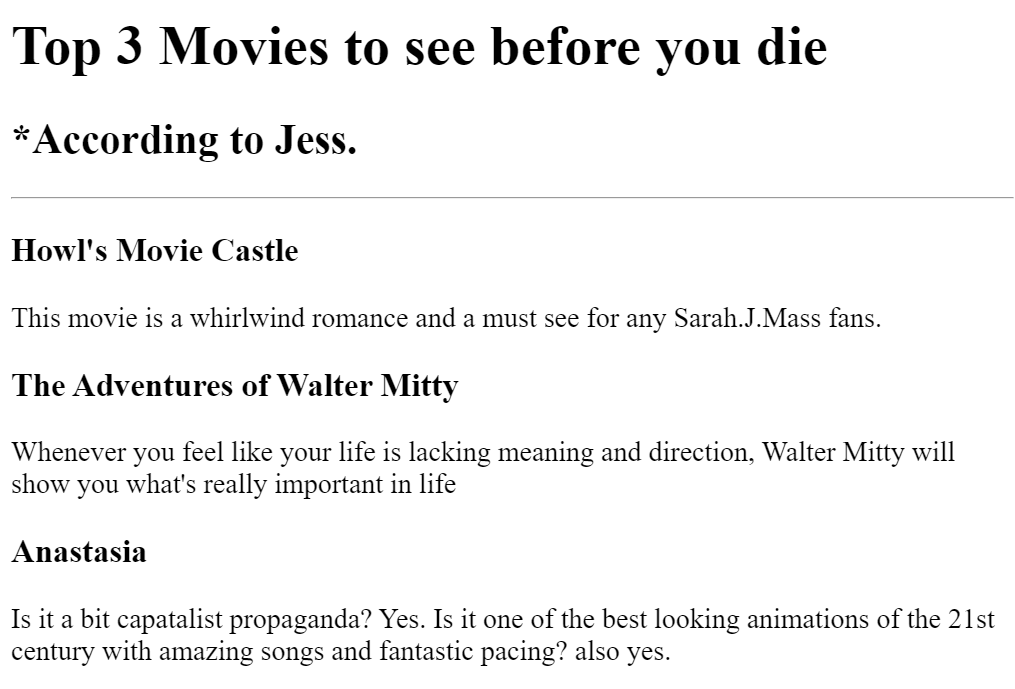 Top 3 Movies to see before you die
*According to Jess.
Howl's Movie Castle
This movie is a whirlwind romance and a must see for any Sarah.J.Mass fans.
The Adventures of Walter Mitty
Whenever you feel like your life is lacking meaning and direction, Walter Mitty will
show you what's really important in life
Anastasia
Is it a bit capatalist propaganda? Yes. Is it one of the best looking animations of the 21st
century with amazing songs and fantastic pacing? also yes.